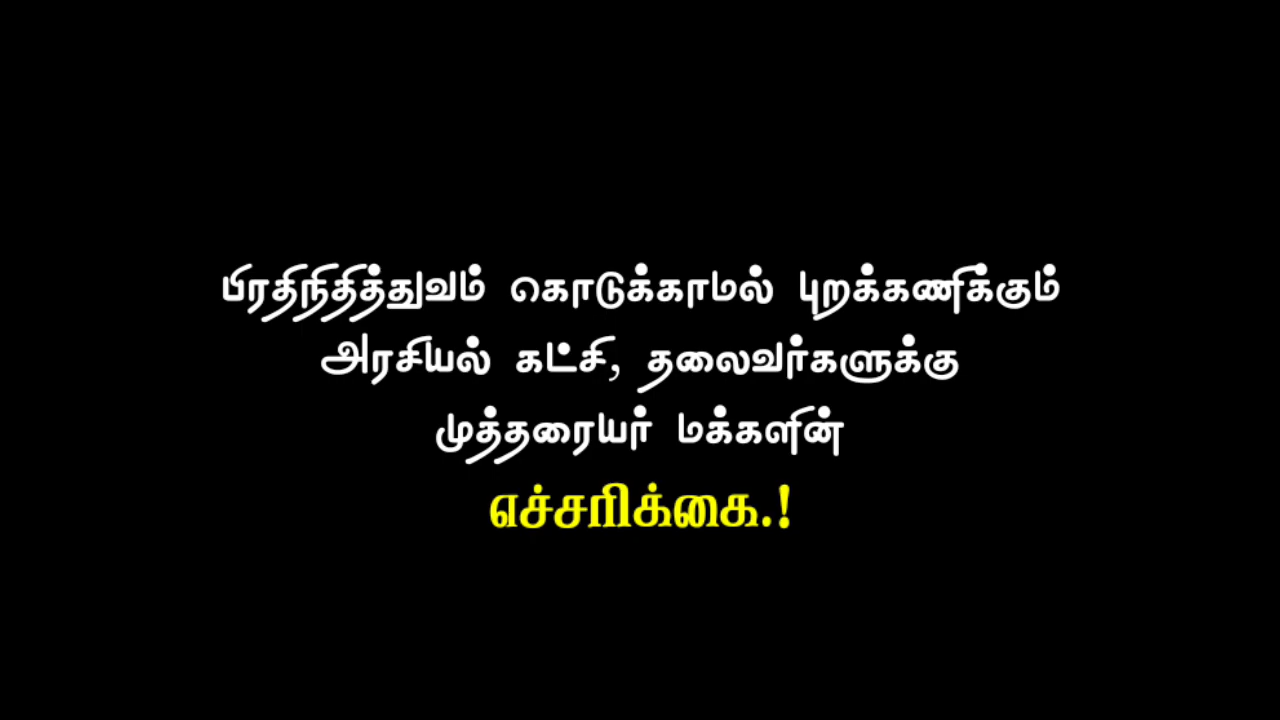 பிரதிநிதித்துவம் கொடுக்காமல் புறக்கணிக்கும்
அரசியல் கட்சி, தலைவர்களுக்கு
முத்தரையர் மக்களின்
எச்சரிக்கை.!